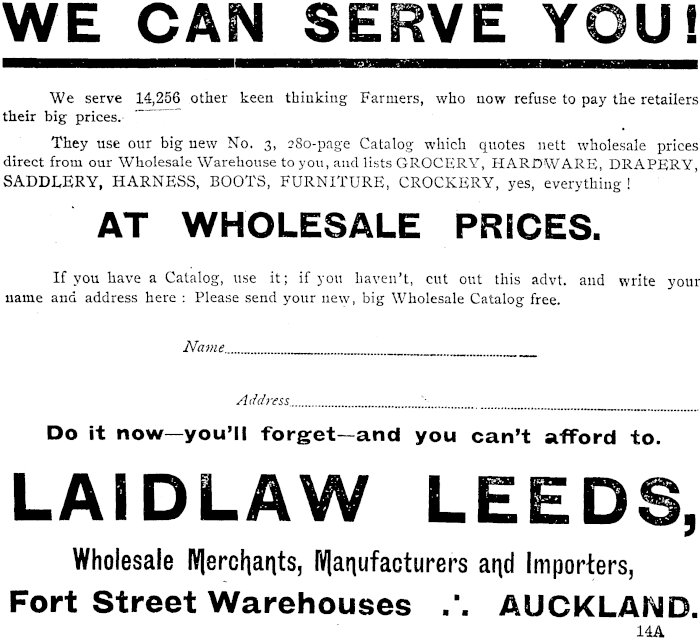 WE CAN SERVE YOU!
We serve 14,256 other keen thinking Farmers, who now refuse to pay the retailers
their big prices.
They use our big new No. 3, 280-page Catalog which quotes nett wholesale prices
direct from our Wholesale Warehouse to you, and lists GROCERY, HARDWARE, DRAPERY,
SADDLERY, HARNESS, BOOTS, FURNITURE, CROCKERY, yes, everything!
AT WHOLESALE PRICES.
If you have a Catalog, use it; if you haven't, cut out this advt. and write your
name and address here: Please send your new, big Wholesale Catalog free.
Name
Address
Do it now—you'll forget—and you can't afford to.
LAIDLAW LEEDS,
Wholesale Merchants, Manufacturers and Importers,
Fort Street Warehouses ∴ AUCKLAND.
14A